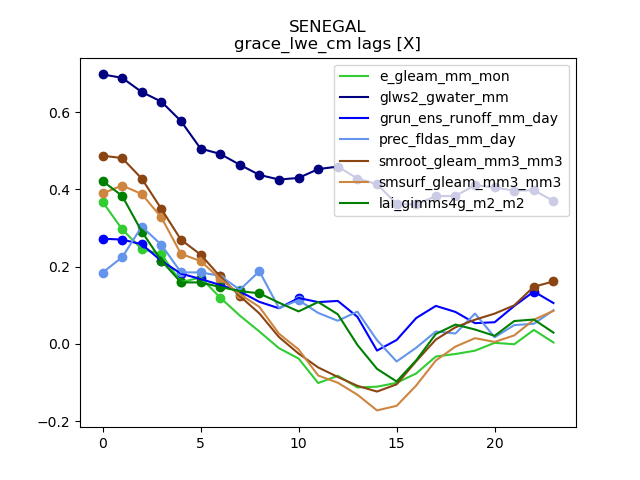 SENEGAL
grace_lwe_cm lags [X]
e_gleam_mm_mon
glws2_gwater_mm
grun_ens_runoff_mm_day
prec_fldas_mm_day
smroot_gleam_mm3_mm3
smsurf_gleam_mm3_mm3
lai_gimms4g_m2_m2
0.6
0.4
0.2
0.0
−0.2
0 5 10 15 20